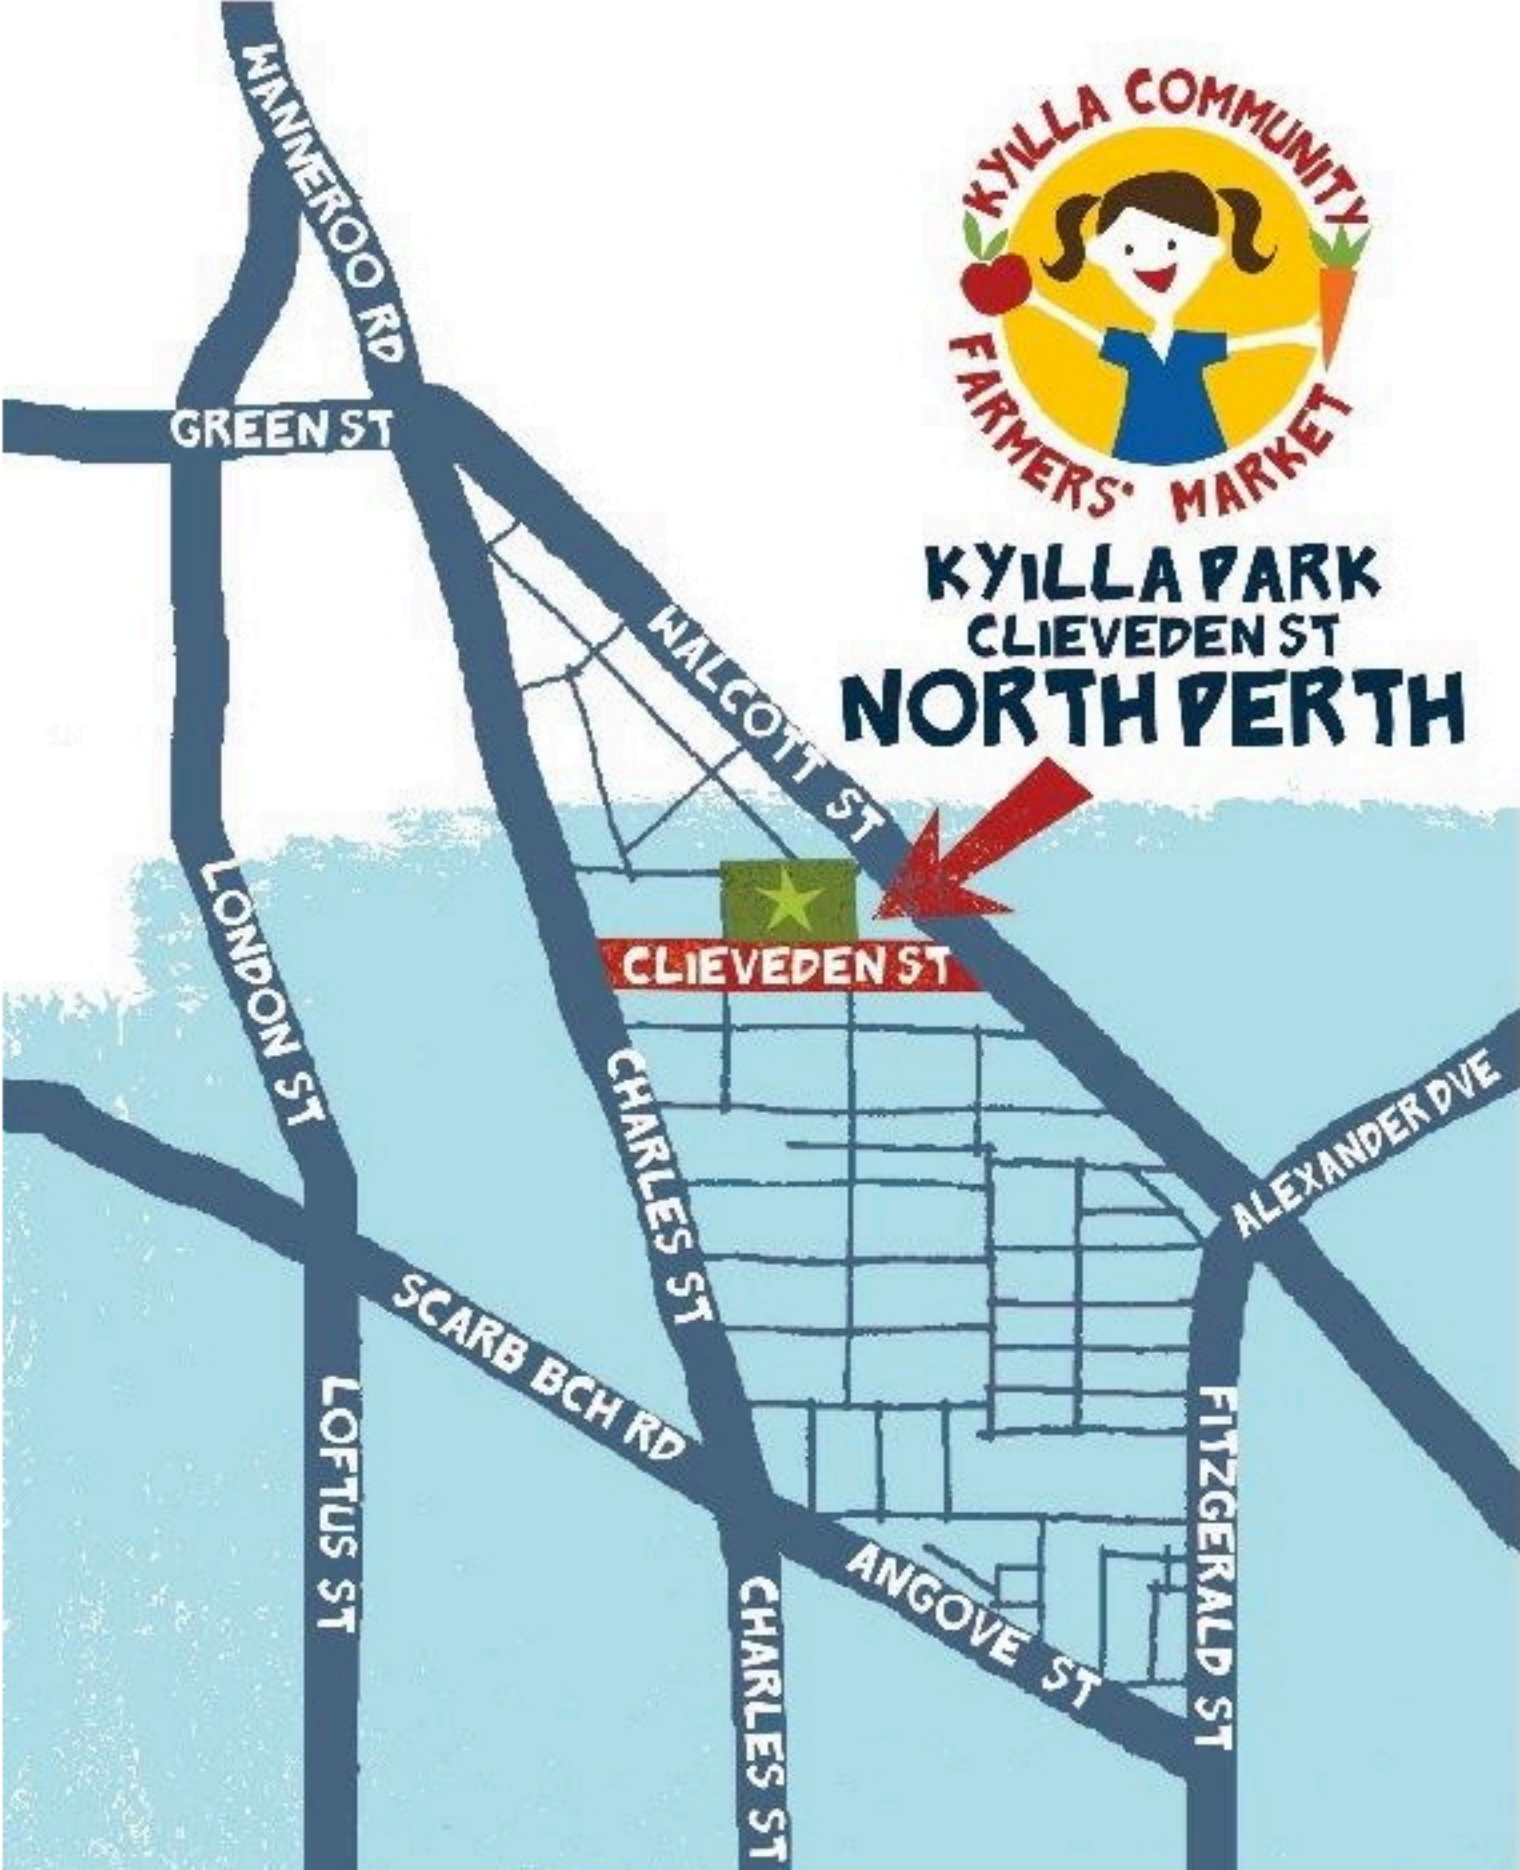 KYILLA COMMUNITY
FARMERS' MARKET
KYILLA PARK
CLIEVEDEN ST
NORTH PERTH
WANNEROO RD
GREEN ST
WALCOTT ST
LONDON ST
CLIEVEDEN ST
CHARLES ST
ALEXANDER DVE
SCARB BCH RD
LOFTUS ST
FITZGERALD ST
ANGOVE ST
CHARLES ST